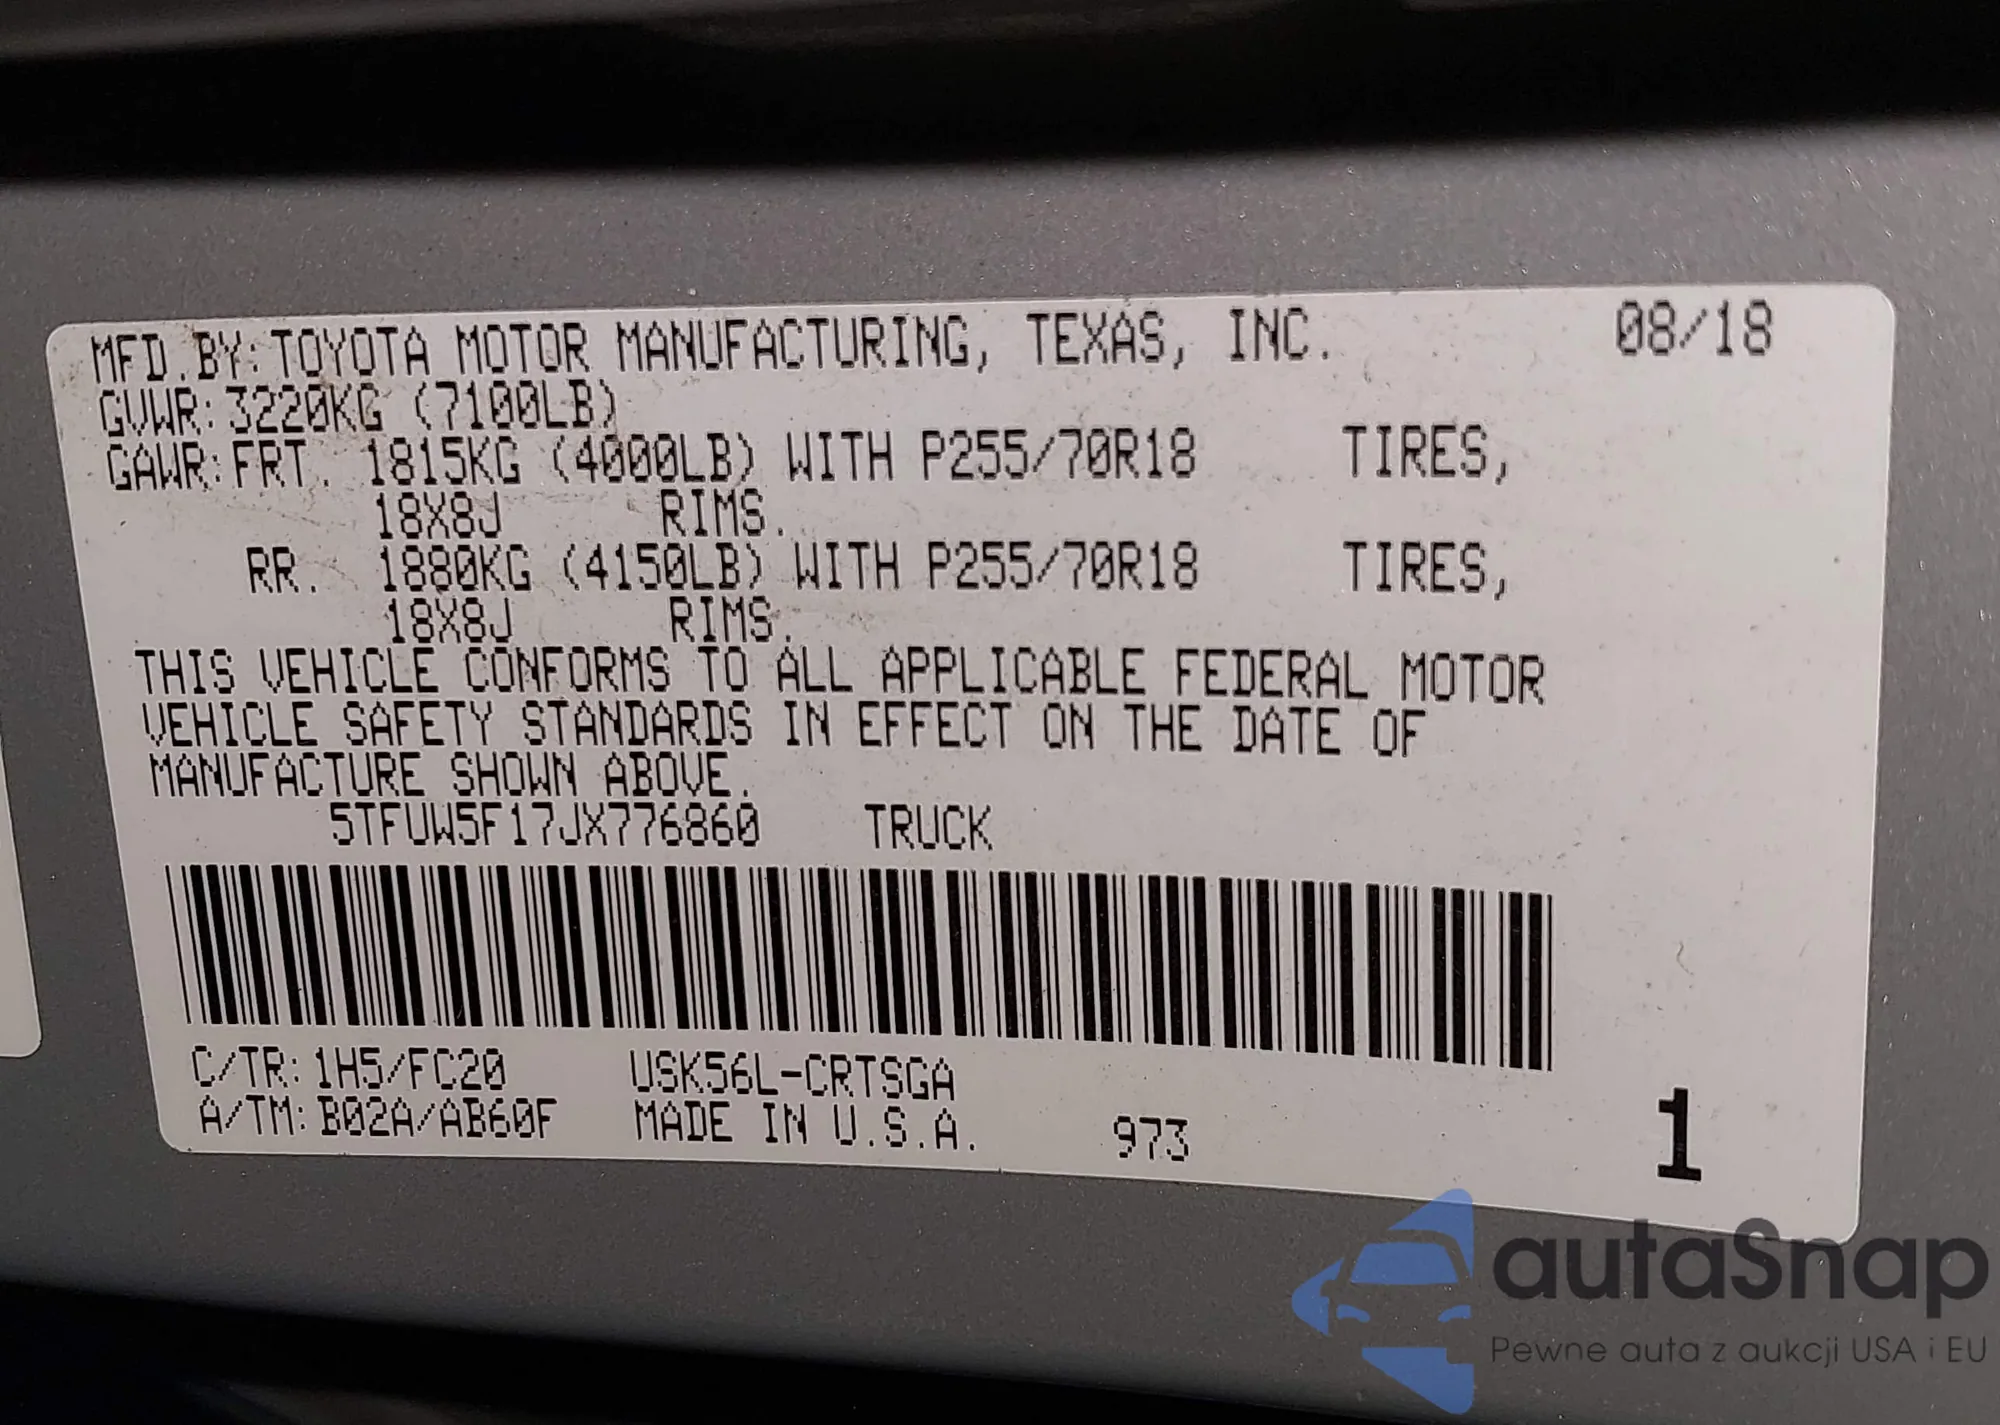 MFD.BY:TOYOTA MOTOR MANUFACTURING, TEXAS, INC. 08/18
GVWR:3220KG (7100LB)
GAWR:FRT. 1815KG (4000LB) WITH P255/70R18 TIRES,
18X8J RIMS.
RR. 1880KG (4150LB) WITH P255/70R18 TIRES,
18X8J RIMS.
THIS VEHICLE CONFORMS TO ALL APPLICABLE FEDERAL MOTOR
VEHICLE SAFETY STANDARDS IN EFFECT ON THE DATE OF
MANUFACTURE SHOWN ABOVE.
5TFUW5F17JX776860 TRUCK
C/TR:1H5/FC20 USK56L-CRTSGA
A/TM:B02A/AB60F MADE IN U.S.A. 973 1
autaSnap
Pewne auta z aukcji USA i EU